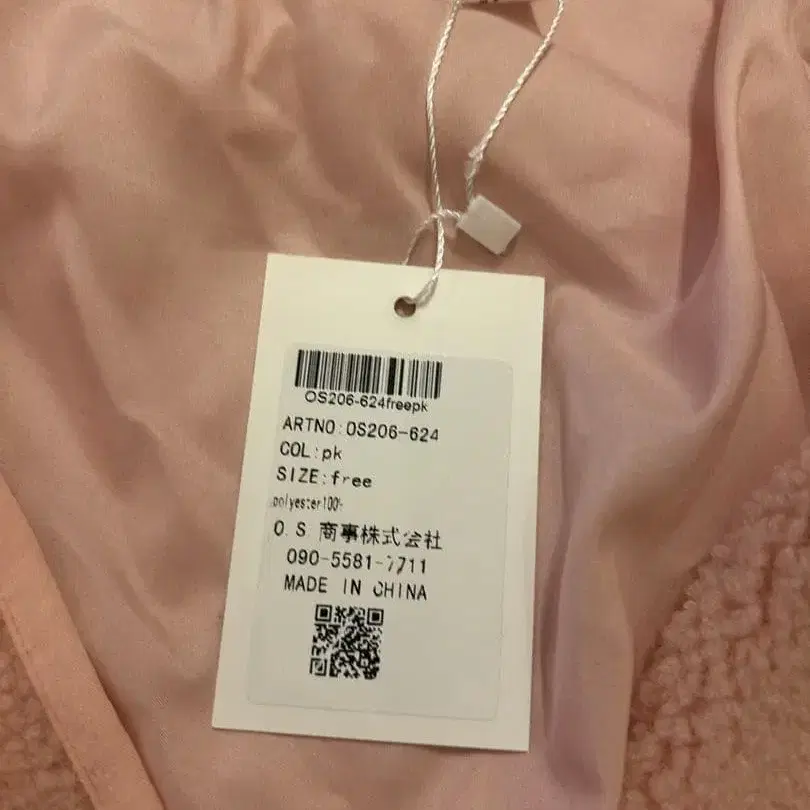 OS206-624freepk
ARTNO:OS206-624
COL:pk
SIZE:free
polyester100%
O.S.商事株式会社
090-5581-7711
MADE IN CHINA